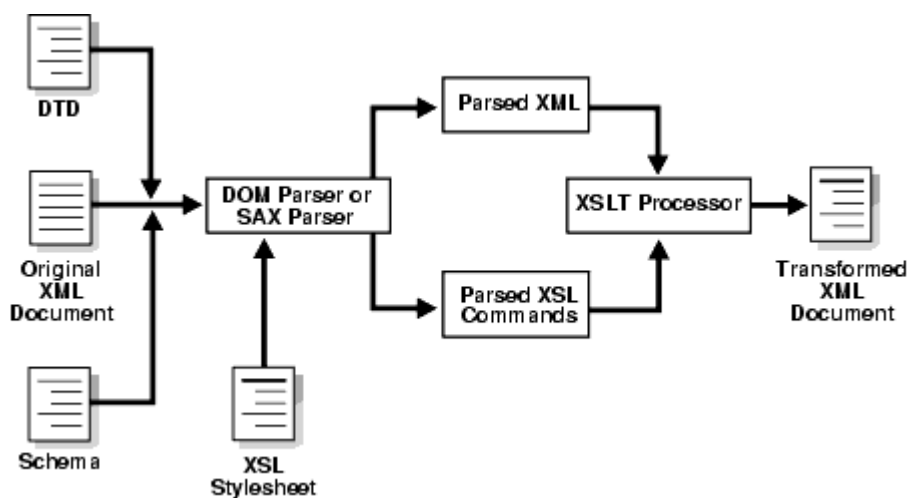 DTD
Original
XML
Document
Schema
DOM Parser or
SAX Parser
XSL
Stylesheet
Parsed XML
Parsed XSL
Commands
XSLT Processor
Transformed
XML
Document